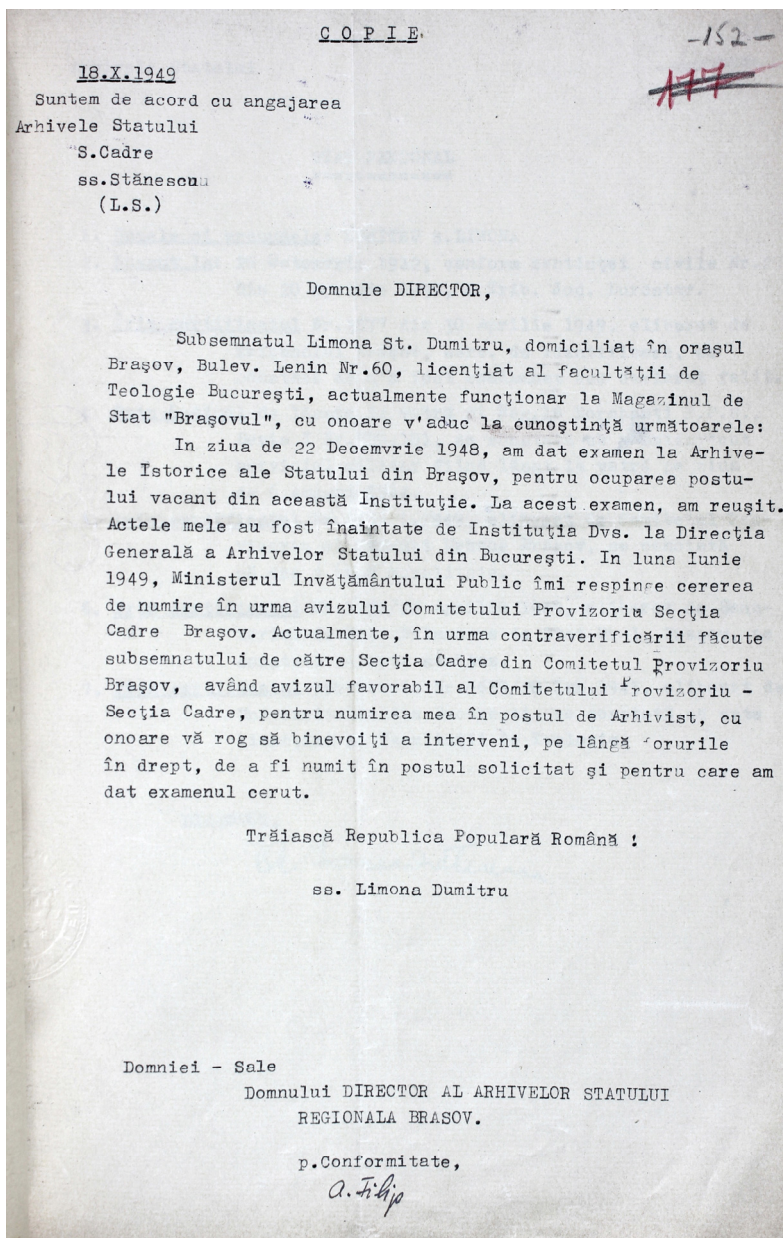 C O P I E.
-152-
177
18.X.1949
Suntem de acord cu angajarea
Arhivele Statului
S.Cadre
ss.Stănescu
(L.S.)
Domnule DIRECTOR,
Subsemnatul Limona St. Dumitru, domiciliat în orașul
Brașov, Bulev. Lenin Nr.60, licențiat al facultății de
Teologie București, actualmente funcționar la Magazinul de
Stat "Brașovul", cu onoare v'aduc la cunoștință următoarele:
In ziua de 22 Decemvrie 1948, am dat examen la Arhive-
le Istorice ale Statului din Brașov, pentru ocuparea postu-
lui vacant din această Instituție. La acest examen, am reușit.
Actele mele au fost înaintate de Instituția Dvs. la Direcția
Generală a Arhivelor Statului din București. In luna Iunie
1949, Ministerul Invățământului Public îmi respinge cererea
de numire în urma avizului Comitetului Provizoriu Secția
Cadre Brașov. Actualmente, în urma contraverificării făcute
subsemnatului de către Secția Cadre din Comitetul Provizoriu
Brașov, având avizul favorabil al Comitetului Provizoriu -
Secția Cadre, pentru numirea mea în postul de Arhivist, cu
onoare vă rog să binevoiți a interveni, pe lângă forurile
în drept, de a fi numit în postul solicitat și pentru care am
dat examenul cerut.
Trăiască Republica Populară Română !
ss. Limona Dumitru
Domniei - Sale
Domnului DIRECTOR AL ARHIVELOR STATULUI
REGIONALA BRASOV.
p.Conformitate,
A. Filip